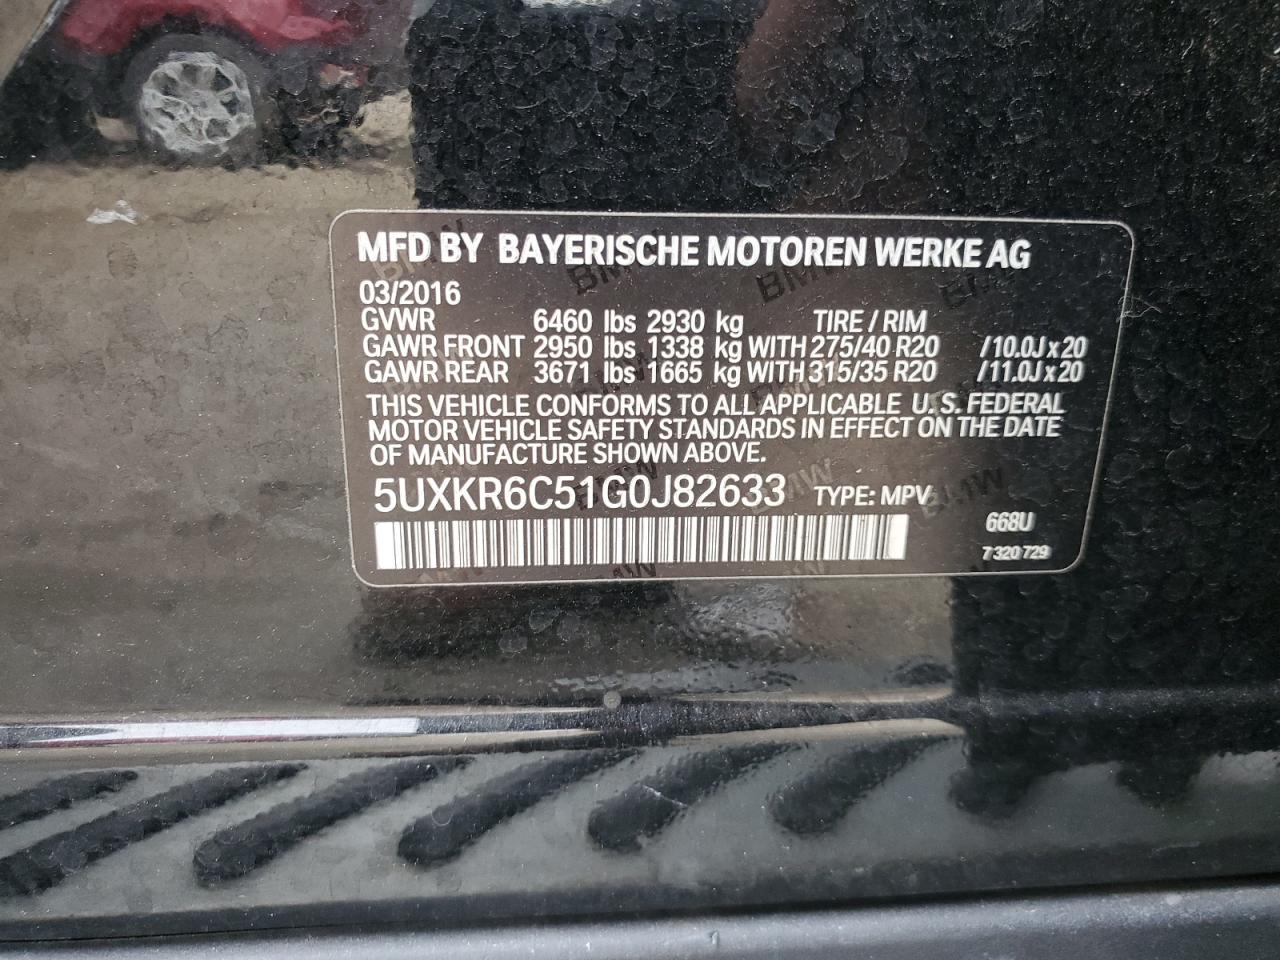 MFD BY BAYERISCHE MOTOREN WERKE AG
03/2016
GVWR 6460 lbs 2930 kg TIRE / RIM
GAWR FRONT 2950 lbs 1338 kg WITH 275/40 R20 /10.0J x 20
GAWR REAR 3671 lbs 1665 kg WITH 315/35 R20 /11.0J x 20
THIS VEHICLE CONFORMS TO ALL APPLICABLE U.S. FEDERAL
MOTOR VEHICLE SAFETY STANDARDS IN EFFECT ON THE DATE
OF MANUFACTURE SHOWN ABOVE.
5UXKR6C51G0J82633 TYPE: MPV
668U
7 320 729